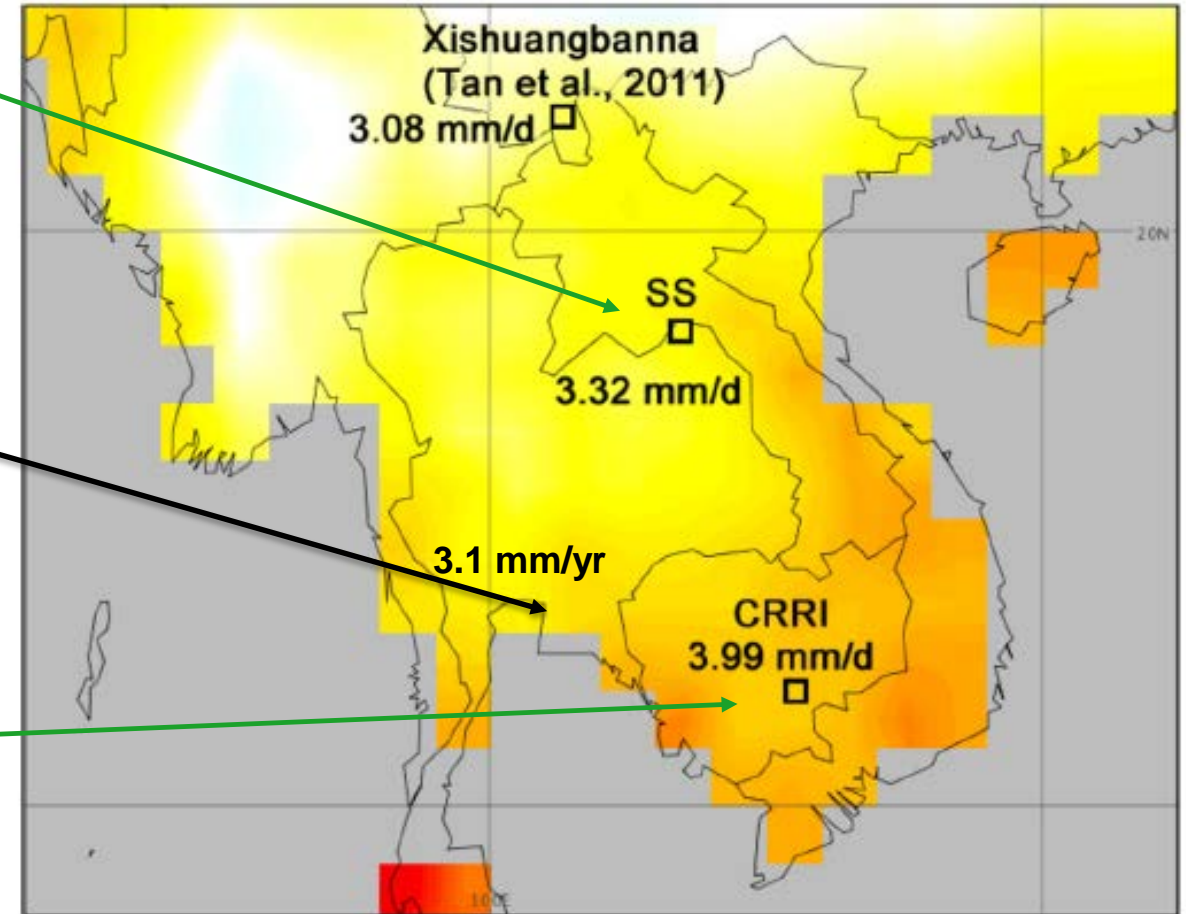 Xishuangbanna
(Tan et al., 2011)
3.08 mm/d
20N
SS
3.32 mm/d
3.1 mm/yr
CRRI
3.99 mm/d
100E